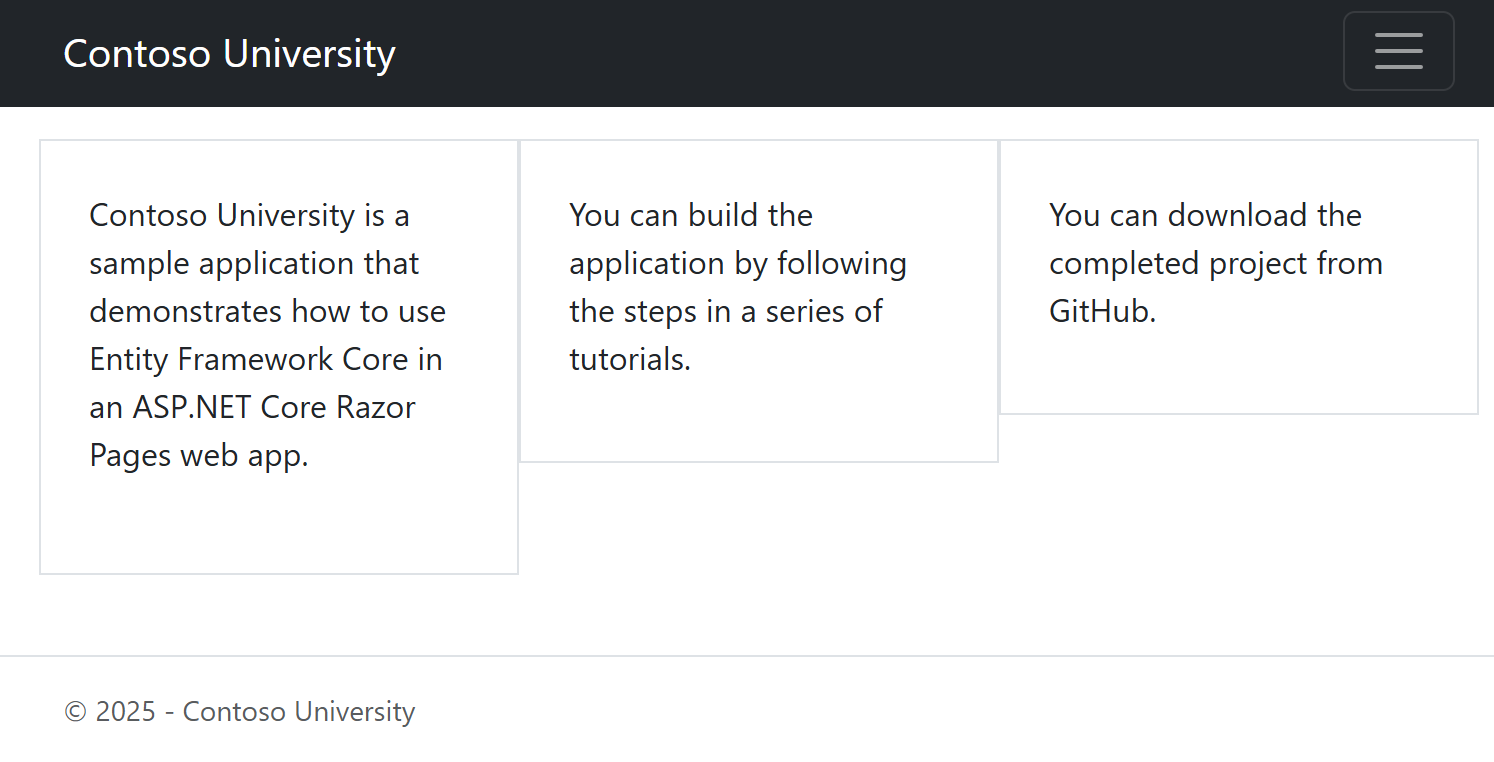 Contoso University
Contoso University is a
sample application that
demonstrates how to use
Entity Framework Core in
an ASP.NET Core Razor
Pages web app.
You can build the
application by following
the steps in a series of
tutorials.
You can download the
completed project from
GitHub.
© 2025 - Contoso University